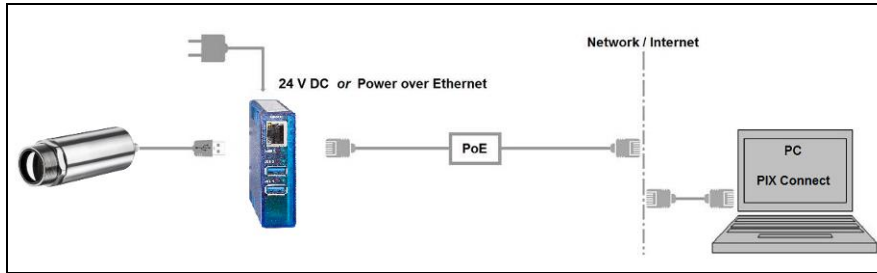 Network / Internet
24 V DC or Power over Ethernet
PoE
PC
PIX Connect